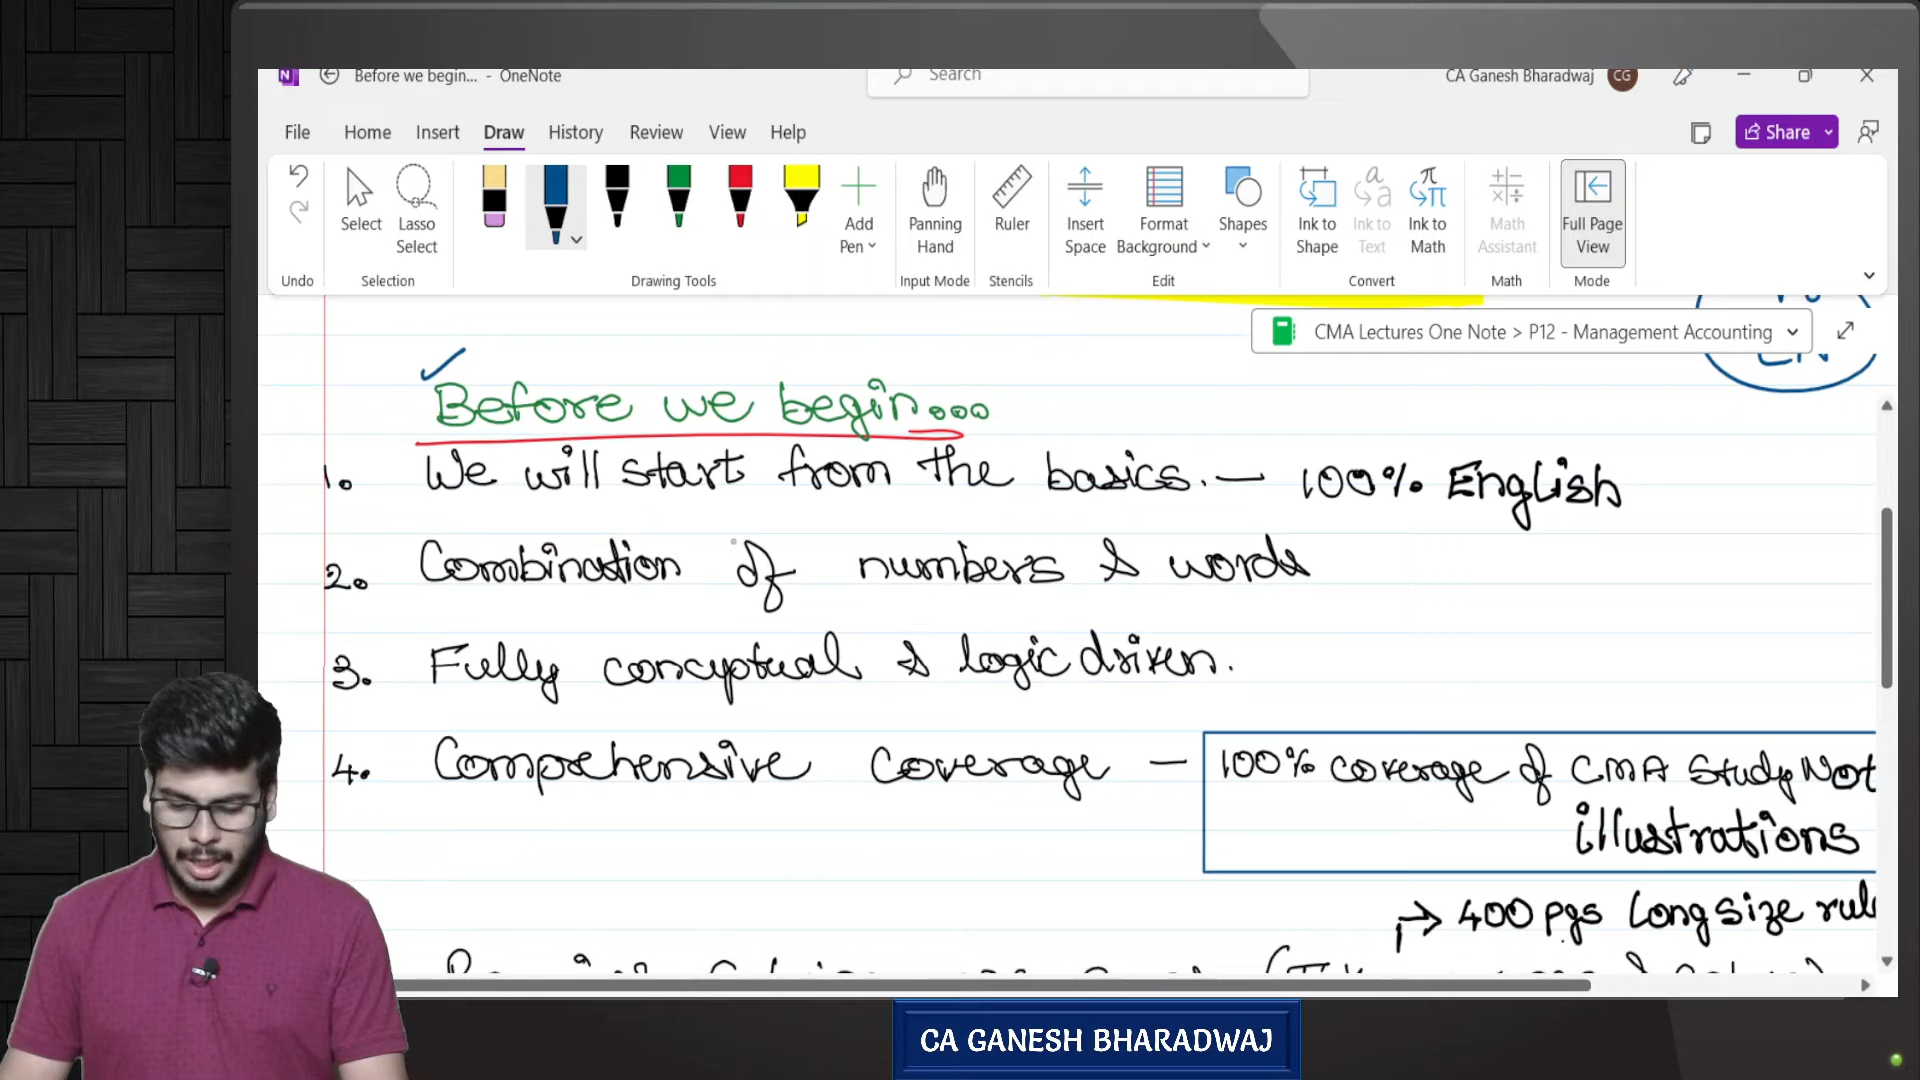 Before we begin... - OneNote
Search
CA Ganesh Bharadwaj CG
File Home Insert Draw History Review View Help
Share
Select Lasso Select
Add Pen
Panning Hand
Ruler
Insert Space
Format Background
Shapes
Ink to Shape
Ink to Text
Ink to Math
Math Assistant
Full Page View
Undo Selection Drawing Tools Input Mode Stencils Edit Convert Math Mode
CMA Lectures One Note > P12 - Management Accounting
Before we begin....
1. We will start from the basics. — 100% English
2. Combination of numbers & words
3. Fully conceptual & logic driven.
4. Comprehensive Coverage — 100% coverage of CMA Study Not
illustrations
→ 400 pgs long size
CA GANESH BHARADWAJ